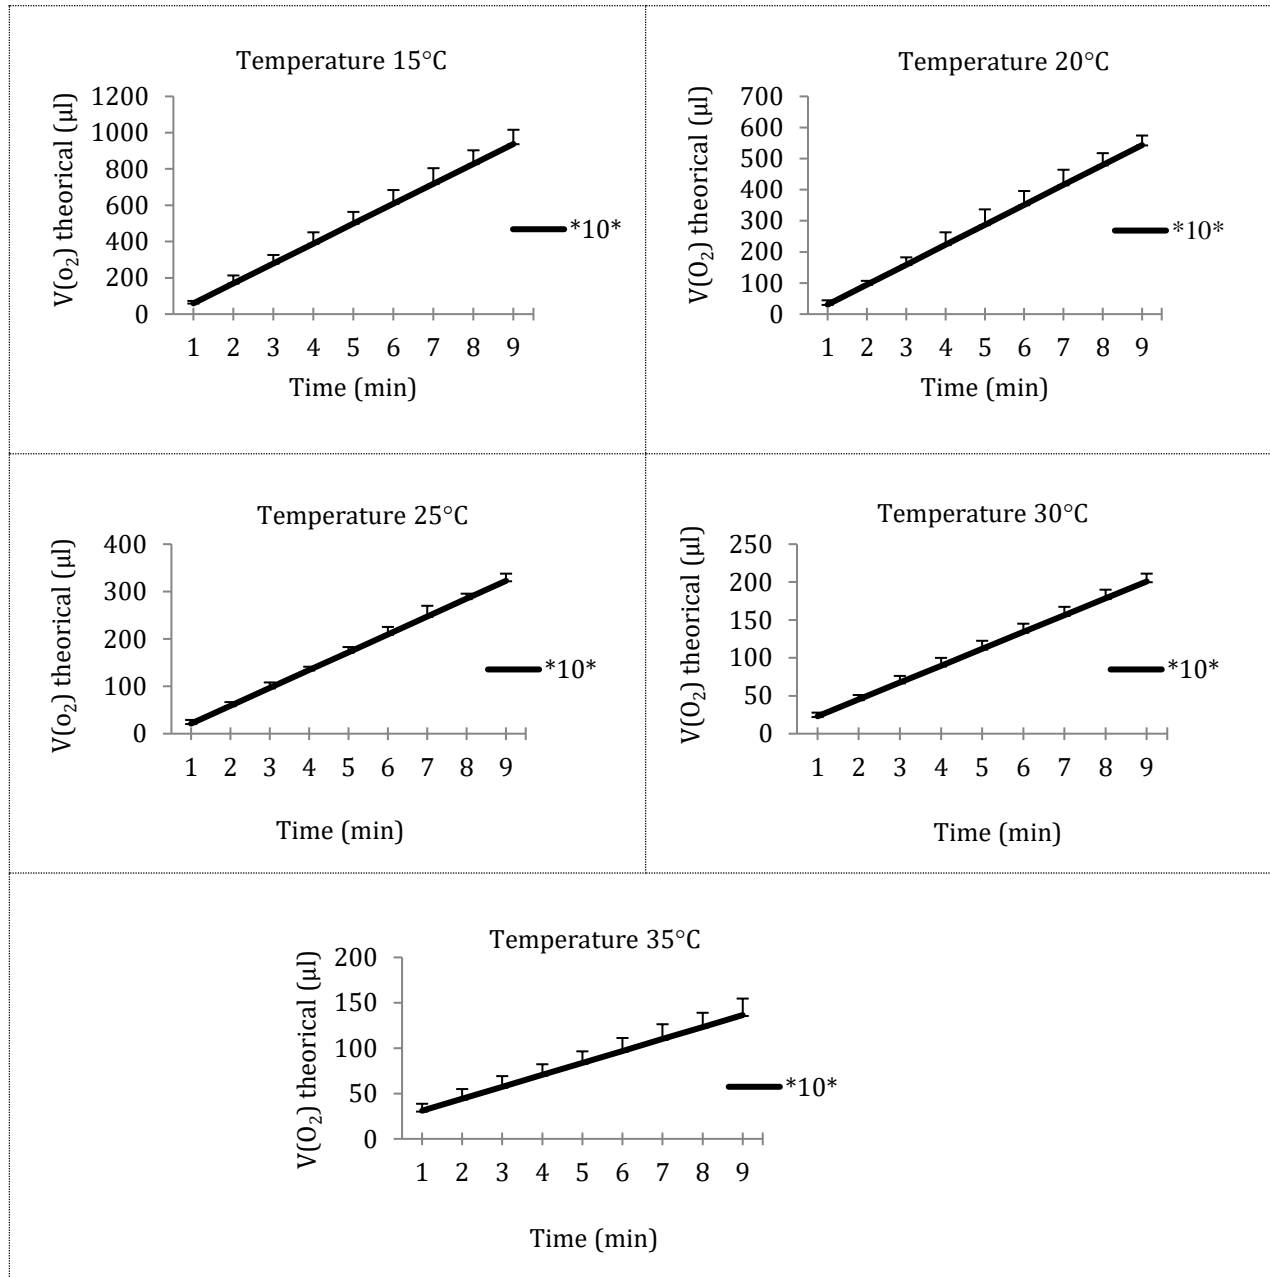 Temperature 15°C
V(o₂) theorical (µl)
1200
1000
800
600
400
200
0
1 2 3 4 5 6 7 8 9
Time (min)
*10*
Temperature 20°C
V(O₂) theorical (µl)
700
600
500
400
300
200
100
0
1 2 3 4 5 6 7 8 9
Time (min)
*10*
Temperature 25°C
V(o₂) theorical (µl)
400
300
200
100
0
1 2 3 4 5 6 7 8 9
Time (min)
*10*
Temperature 30°C
V(O₂) theorical (µl)
250
200
150
100
50
0
1 2 3 4 5 6 7 8 9
Time (min)
*10*
Temperature 35°C
V(O₂) theorical (µl)
200
150
100
50
0
1 2 3 4 5 6 7 8 9
Time (min)
*10*